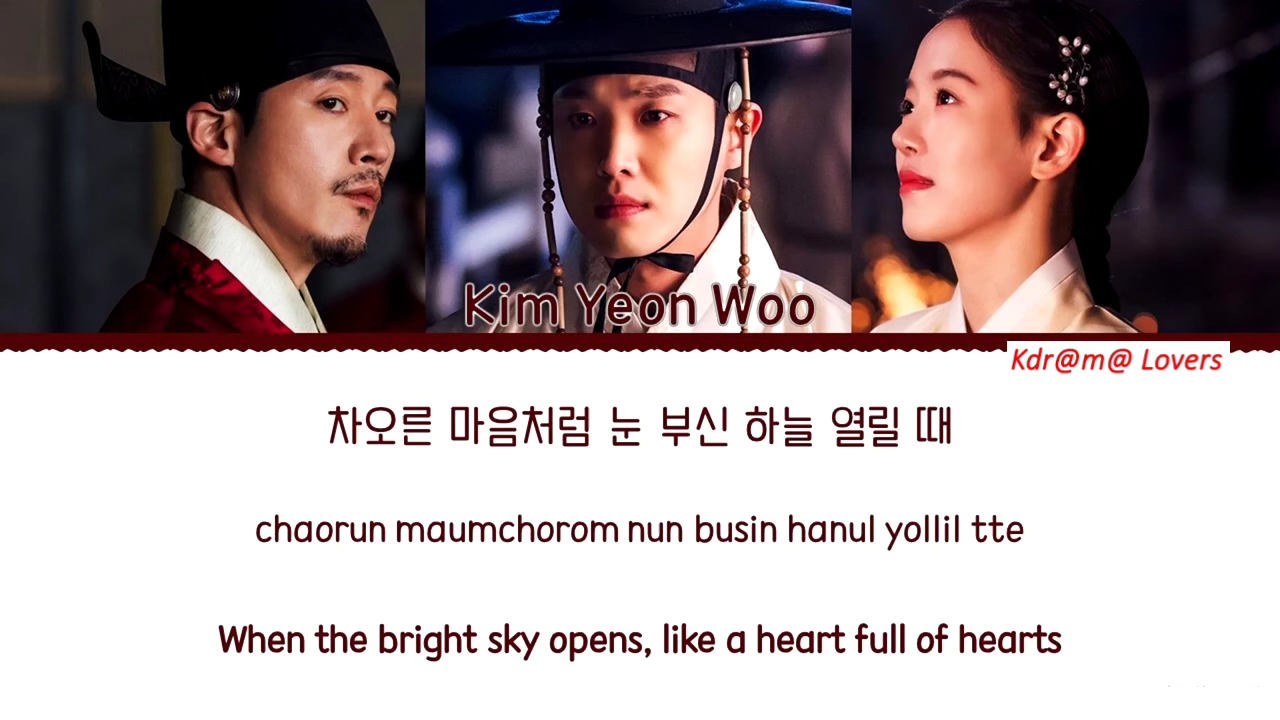 Kim Yeon Woo
Kdr@m@ Lovers
차오른 마음처럼 눈 부신 하늘 열릴 때
chaorun maumchorom nun busin hanul yollil tte
When the bright sky opens, like a heart full of hearts